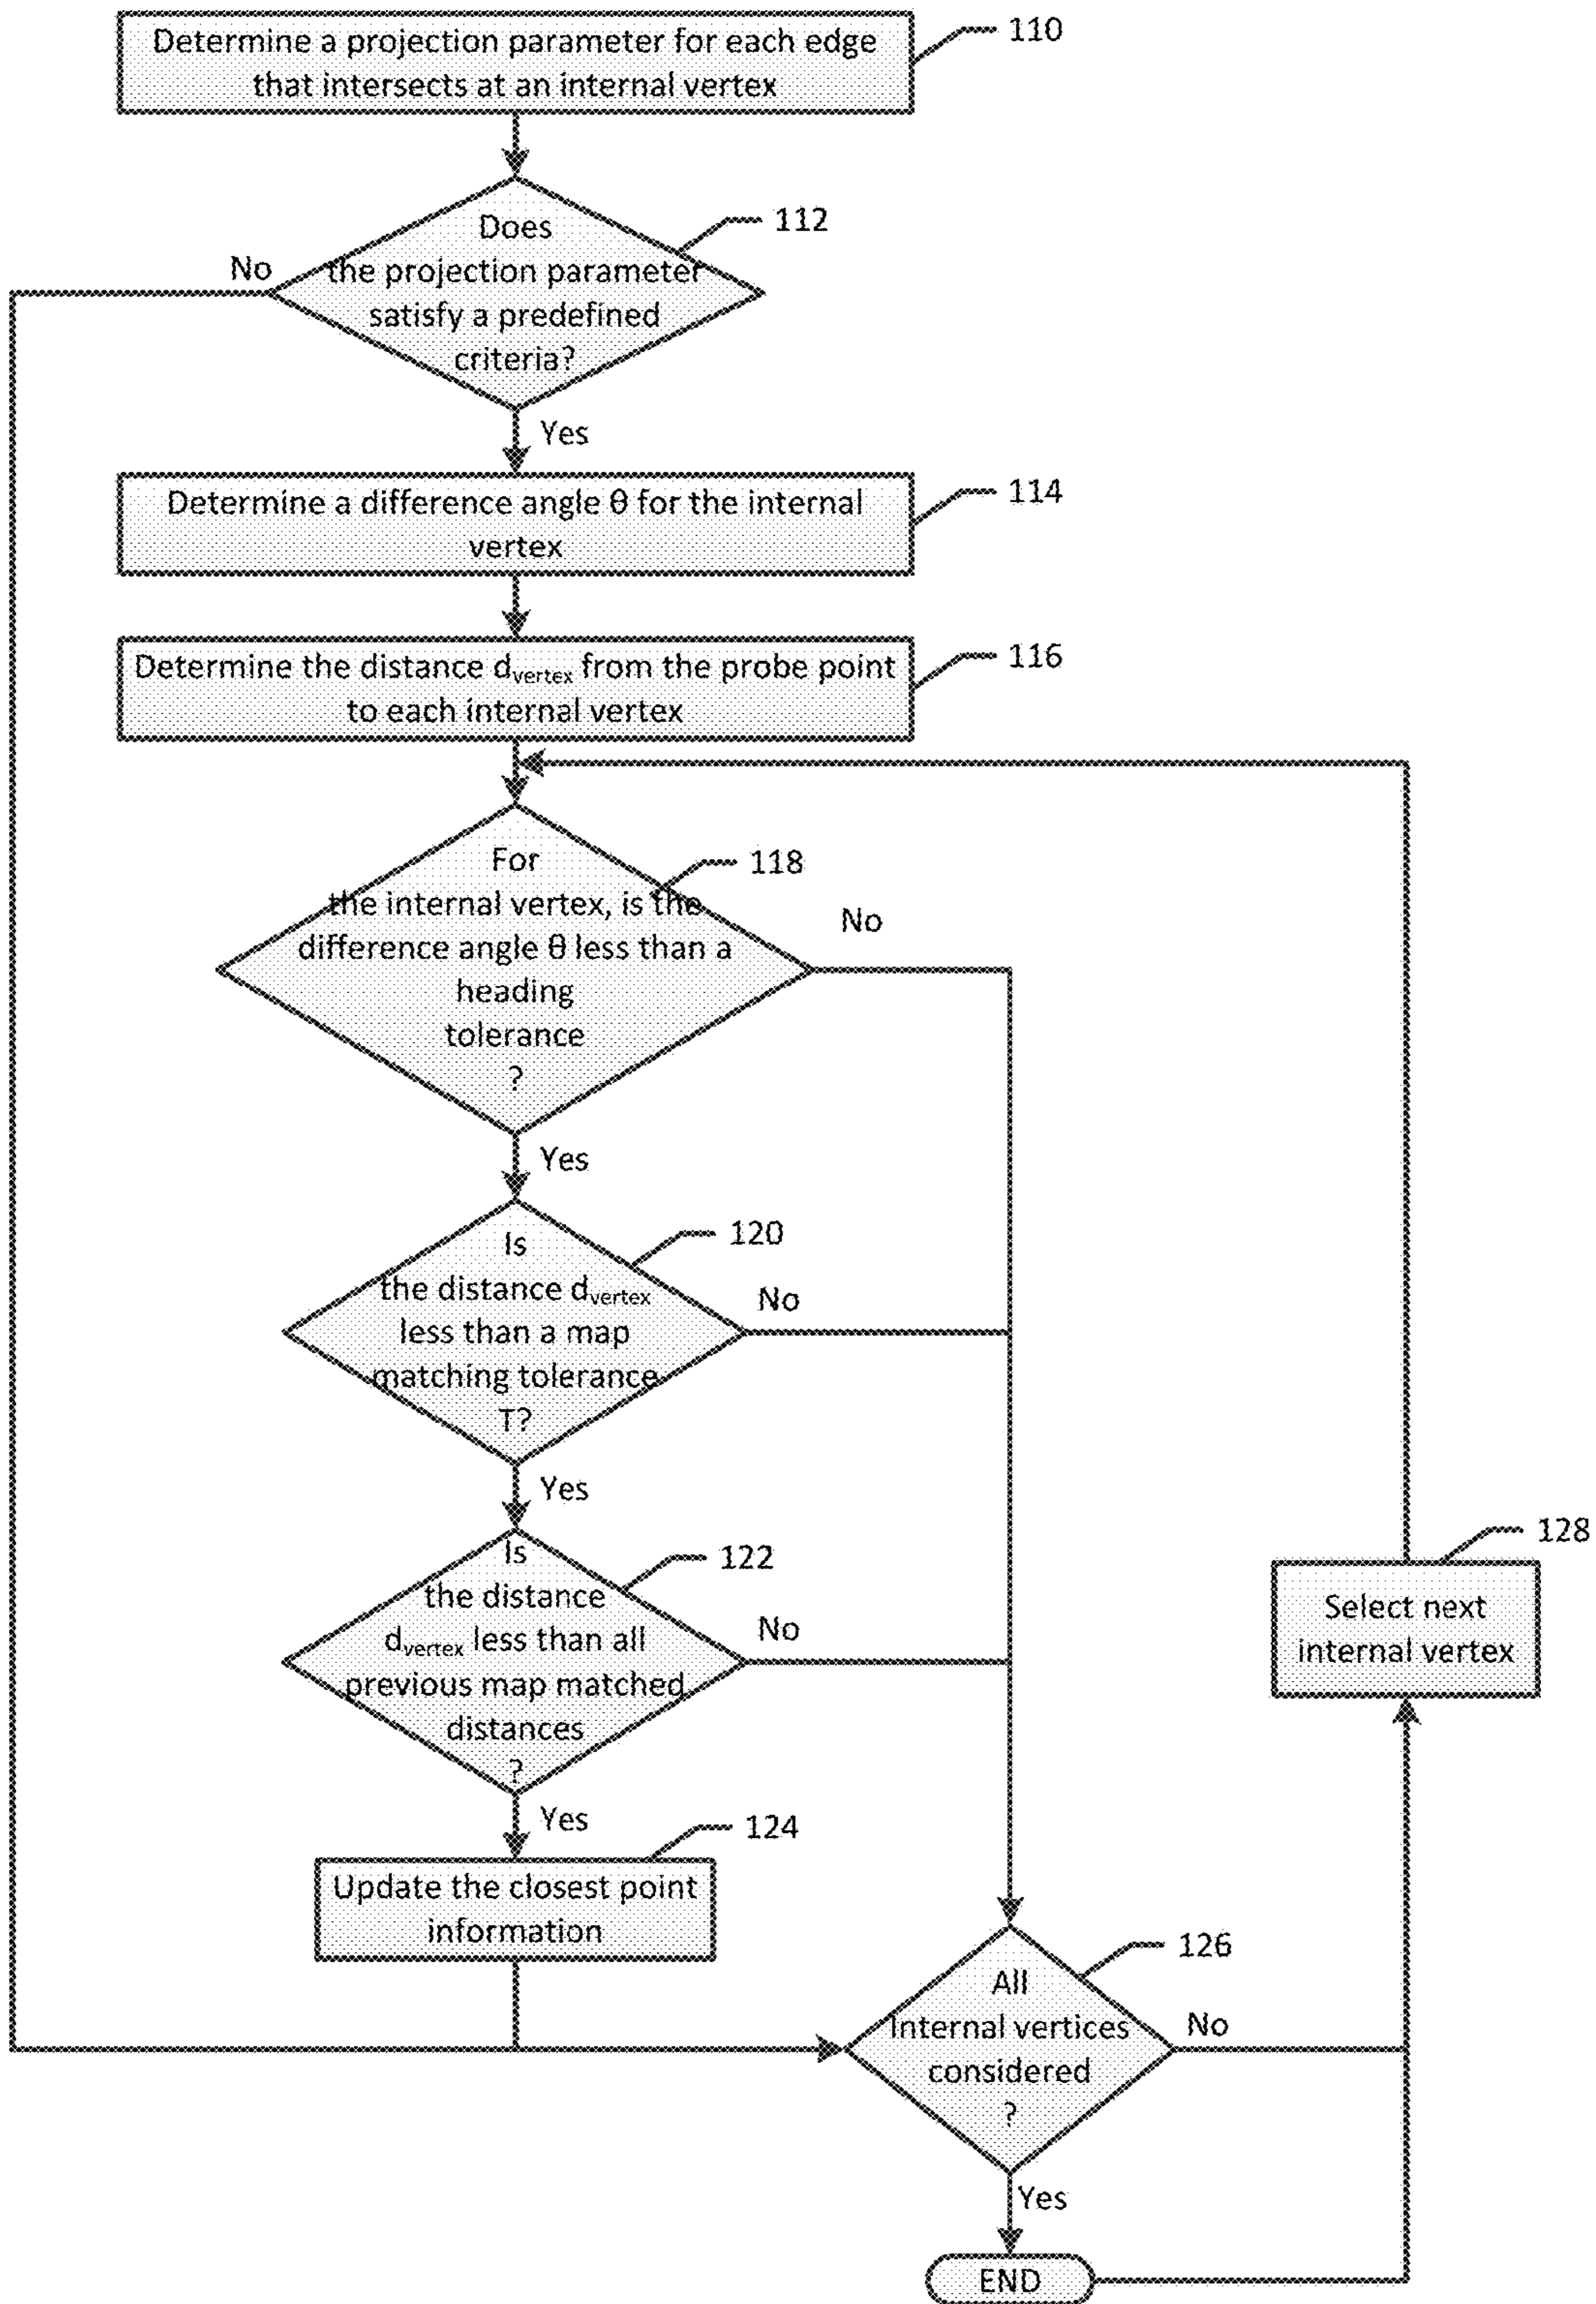 Determine a projection parameter for each edge
that intersects at an internal vertex
110
Does
the projection parameter
satisfy a predefined
criteria?
112
No
Yes
Determine a difference angle θ for the internal
vertex
114
Determine the distance dvertex from the probe point
to each internal vertex
116
For
the internal vertex, is the
difference angle θ less than a
heading
tolerance
?
118
No
Yes
Is
the distance dvertex
less than a map
matching tolerance
T?
120
No
Yes
Is
the distance
dvertex less than all
previous map matched
distances
?
122
No
Yes
Update the closest point
information
124
All
Internal vertices
considered
?
126
No
Yes
Select next
internal vertex
128
END